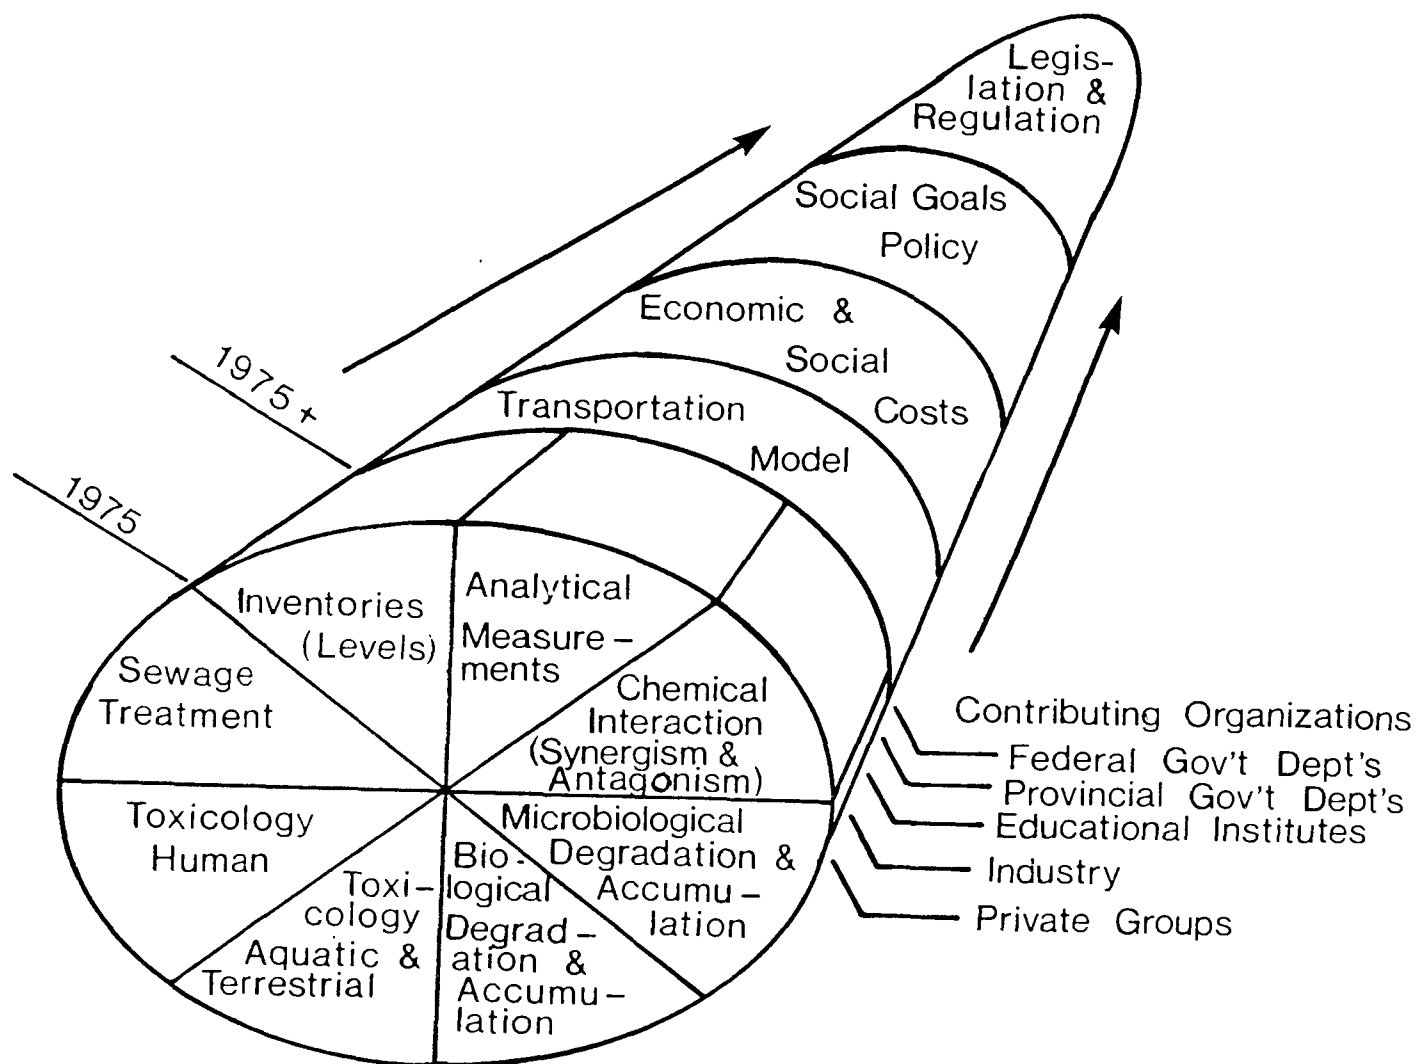 Legis-
lation &
Regulation
Social Goals
Policy
Economic &
Social
Costs
Transportation
Model
1975+
1975
Inventories
(Levels)
Analytical
Measure-
ments
Sewage
Treatment
Chemical
Interaction
(Synergism &
Antagonism)
Toxicology
Human
Toxi-
cology
Aquatic &
Terrestrial
Bio-
logical
Degrad-
ation &
Accumu-
lation
Microbiological
Degradation &
Accumu-
lation
Contributing Organizations
Federal Gov't Dept's
Provincial Gov't Dept's
Educational Institutes
Industry
Private Groups